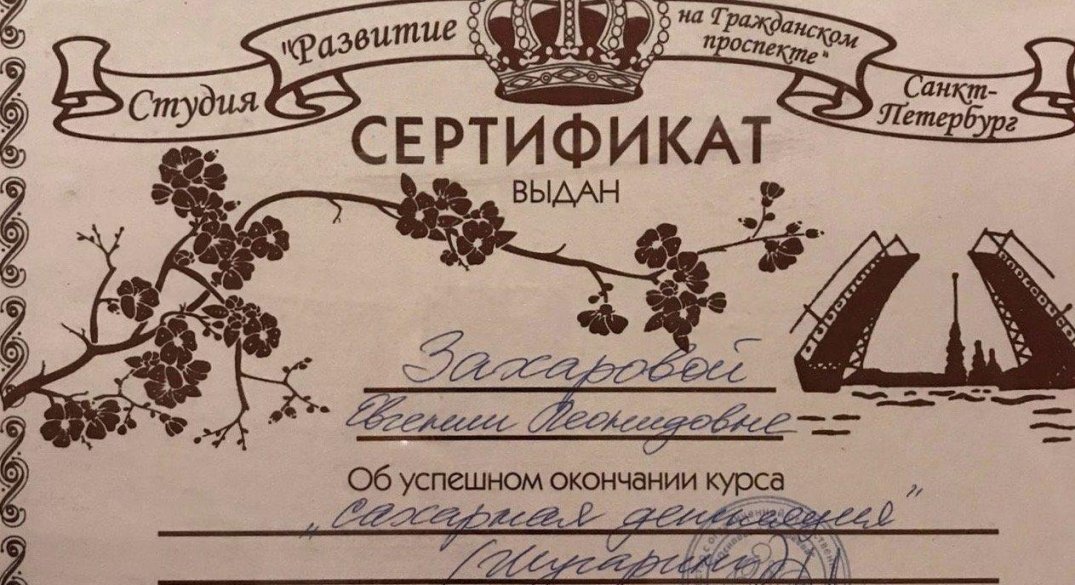 Студия "Развитие на Гражданском проспекте" Санкт-Петербург
СЕРТИФИКАТ
ВЫДАН
Захаровой
Евгении Леонидовне
Об успешном окончании курса
„сахарная депиляция"
(шугаринг)